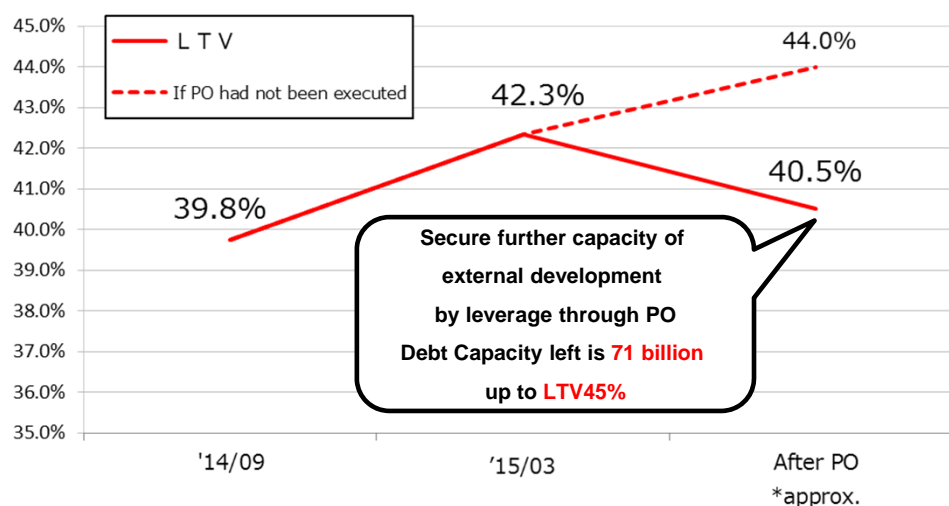 45.0%
44.0%
43.0%
42.0%
41.0%
40.0%
39.0%
38.0%
37.0%
36.0%
35.0%
L T V
If PO had not been executed
39.8%
42.3%
44.0%
40.5%
Secure further capacity of
external development
by leverage through PO
Debt Capacity left is 71 billion
up to LTV45%
'14/09
’15/03
After PO
*approx.